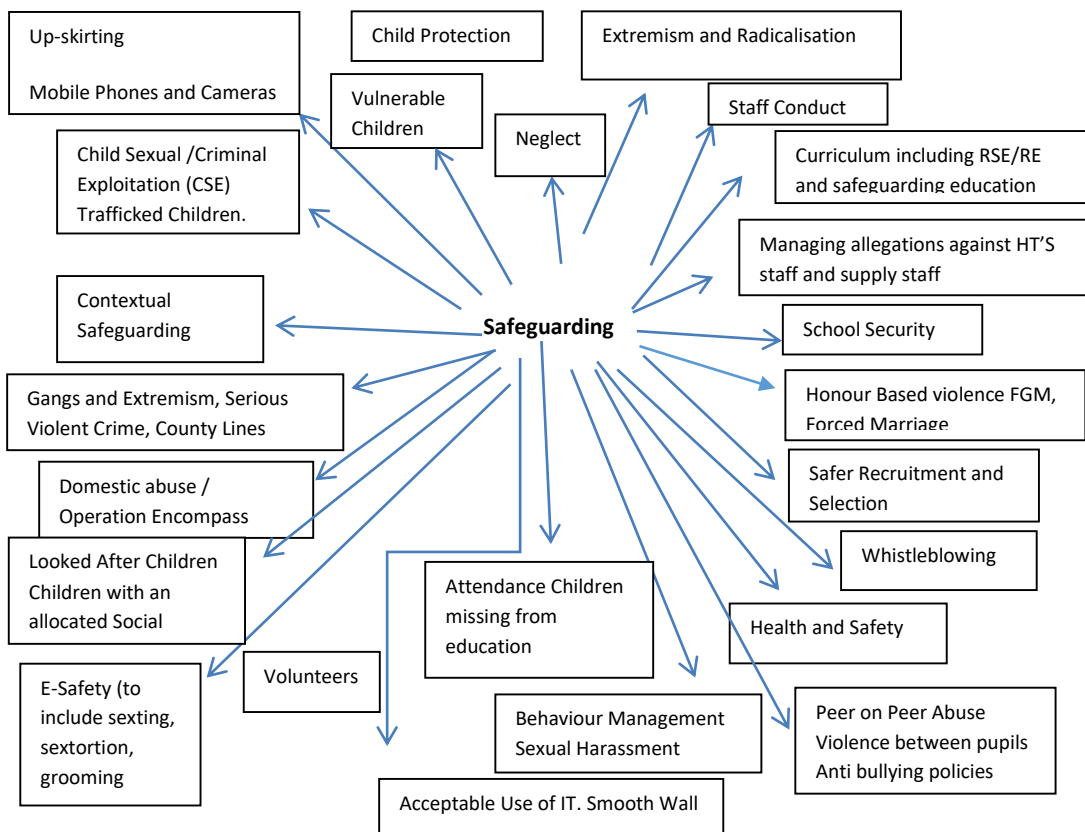 Up-skirting
Mobile Phones and Cameras
Child Protection
Extremism and Radicalisation
Vulnerable
Children
Neglect
Staff Conduct
Child Sexual /Criminal
Exploitation (CSE)
Trafficked Children.
Curriculum including RSE/RE
and safeguarding education
Managing allegations against HT’S
staff and supply staff
Contextual
Safeguarding
Safeguarding
School Security
Gangs and Extremism, Serious
Violent Crime, County Lines
Honour Based violence FGM,
Forced Marriage
Domestic abuse /
Operation Encompass
Safer Recruitment and
Selection
Looked After Children
Children with an
allocated Social
Whistleblowing
Attendance Children
missing from
education
Health and Safety
Volunteers
E-Safety (to
include sexting,
sextortion,
grooming
Behaviour Management
Sexual Harassment
Peer on Peer Abuse
Violence between pupils
Anti bullying policies
Acceptable Use of IT. Smooth Wall